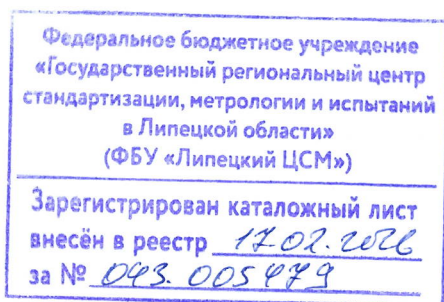 Федеральное бюджетное учреждение
«Государственный региональный центр
стандартизации, метрологии и испытаний
в Липецкой области»
(ФБУ «Липецкий ЦСМ»)
Зарегистрирован каталожный лист
внесён в реестр 17.02.2026
за № 043.005479